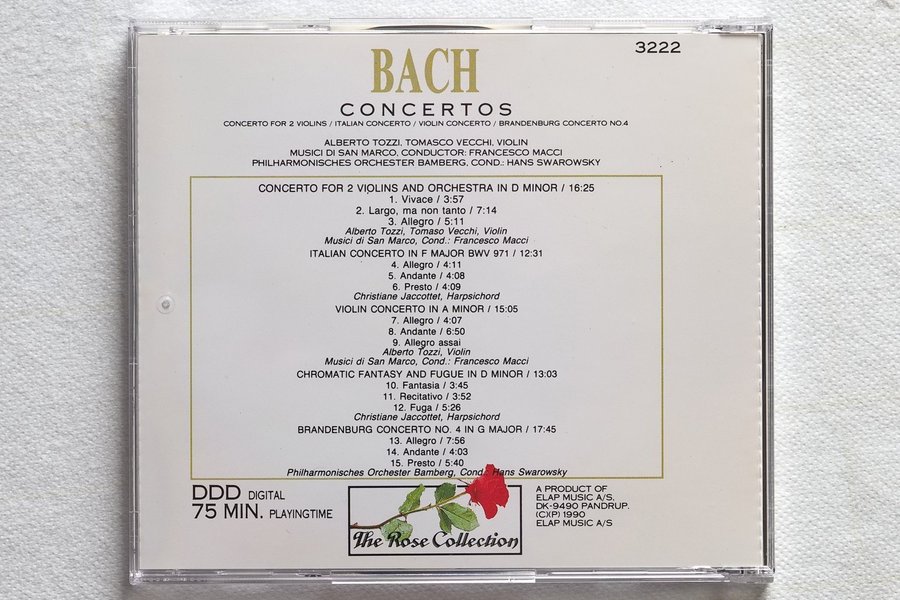 BACH
3222
CONCERTOS
CONCERTO FOR 2 VIOLINS / ITALIAN CONCERTO / VIOLIN CONCERTO / BRANDENBURG CONCERTO NO.4
ALBERTO TOZZI, TOMASCO VECCHI, VIOLIN
MUSICI DI SAN MARCO, CONDUCTOR: FRANCESCO MACCI
PHILHARMONISCHES ORCHESTER BAMBERG, COND.: HANS SWAROWSKY
CONCERTO FOR 2 VIOLINS AND ORCHESTRA IN D MINOR / 16:25
1. Vivace / 3:57
2. Largo, ma non tanto / 7:14
3. Allegro / 5:11
Alberto Tozzi, Tomaso Vecchi, Violin
Musici di San Marco, Cond.: Francesco Macci
ITALIAN CONCERTO IN F MAJOR BWV 971 / 12:31
4. Allegro / 4:11
5. Andante / 4:08
6. Presto / 4:09
Christiane Jaccottet, Harpsichord
VIOLIN CONCERTO IN A MINOR / 15:05
7. Allegro / 4:07
8. Andante / 6:50
9. Allegro assai
Alberto Tozzi, Violin
Musici di San Marco, Cond.: Francesco Macci
CHROMATIC FANTASY AND FUGUE IN D MINOR / 13:03
10. Fantasia / 3:45
11. Recitativo / 3:52
12. Fuga / 5:26
Christiane Jaccottet, Harpsichord
BRANDENBURG CONCERTO NO. 4 IN G MAJOR / 17:45
13. Allegro / 7:56
14. Andante / 4:03
15. Presto / 5:40
Philharmonisches Orchester Bamberg, Cond.: Hans Swarowsky
DDD DIGITAL
75 MIN. PLAYINGTIME
The Rose Collection
A PRODUCT OF
ELAP MUSIC A/S.
DK-9490 PANDRUP.
(C)(P) 1990
ELAP MUSIC A/S